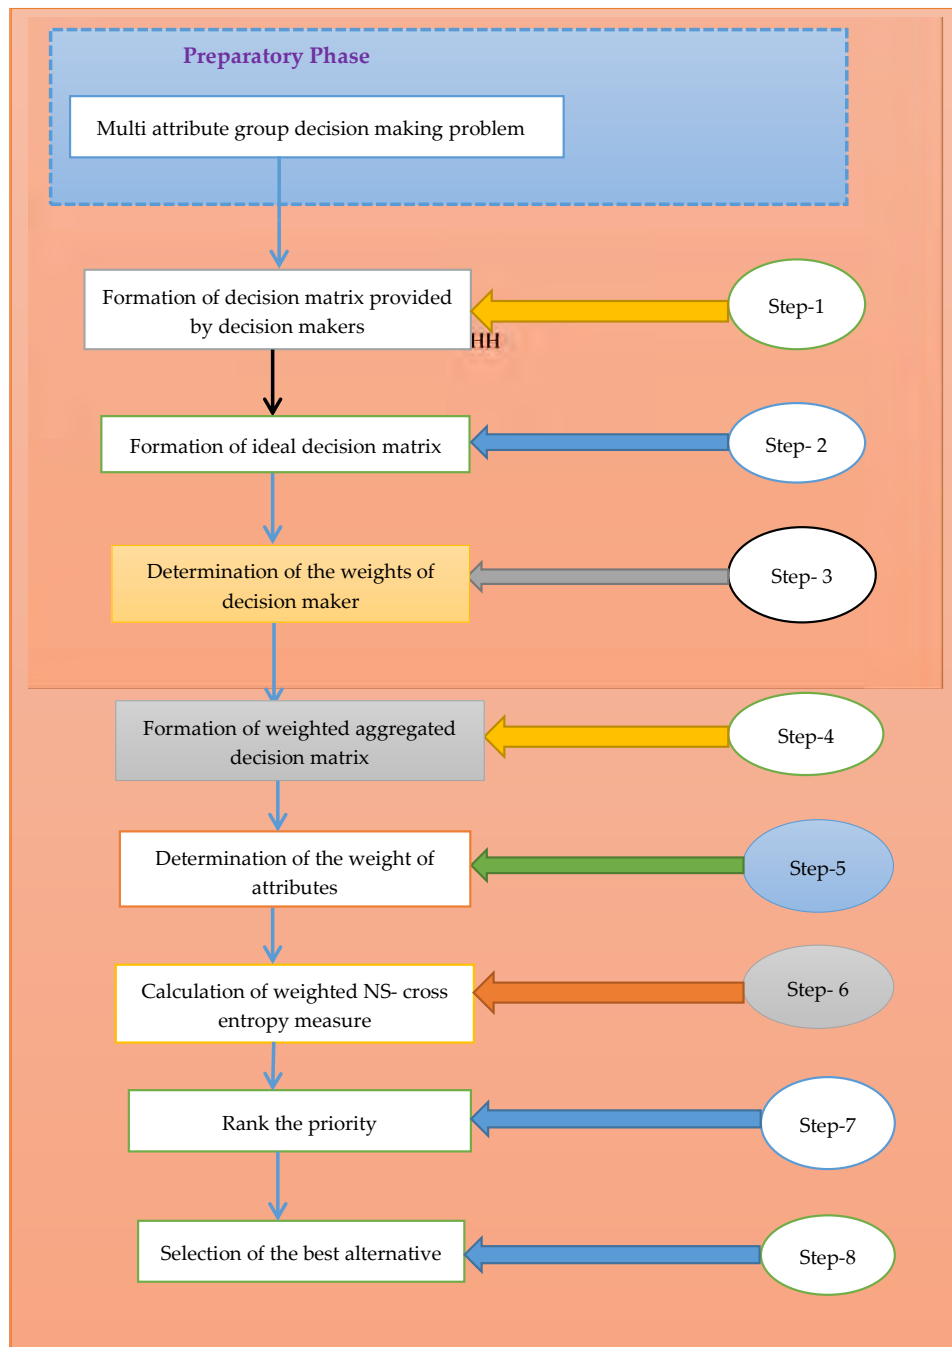 Preparatory Phase
Multi attribute group decision making problem
Formation of decision matrix provided
by decision makers
Step-1
HH
Formation of ideal decision matrix
Step- 2
Determination of the weights of
decision maker
Step- 3
Formation of weighted aggregated
decision matrix
Step-4
Determination of the weight of
attributes
Step-5
Calculation of weighted NS- cross
entropy measure
Step- 6
Rank the priority
Step-7
Selection of the best alternative
Step-8